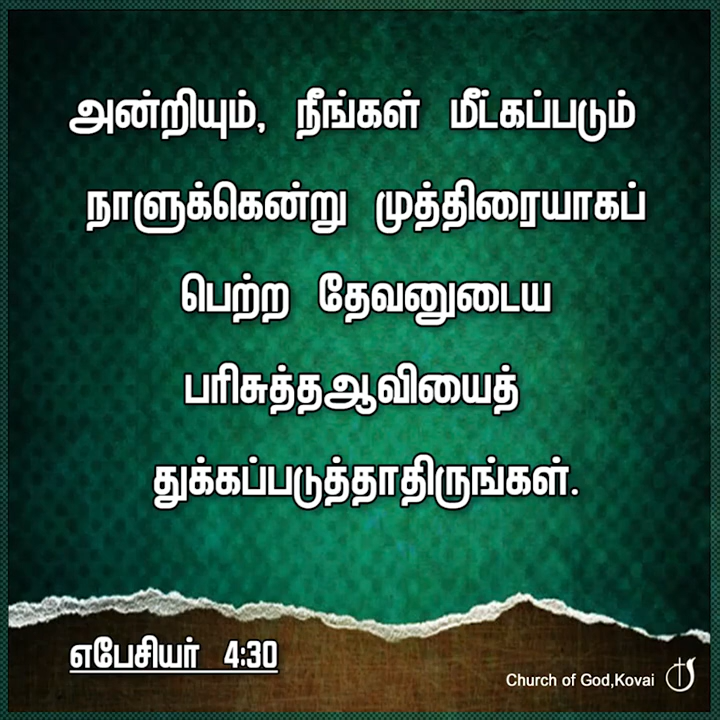 அன்றியும், நீங்கள் மீட்கப்படும்
நாளுக்கென்று முத்திரையாகப்
பெற்ற தேவனுடைய
பரிசுத்தஆவியைத்
துக்கப்படுத்தாதிருங்கள்.
எபேசியர் 4:30
Church of God,Kovai